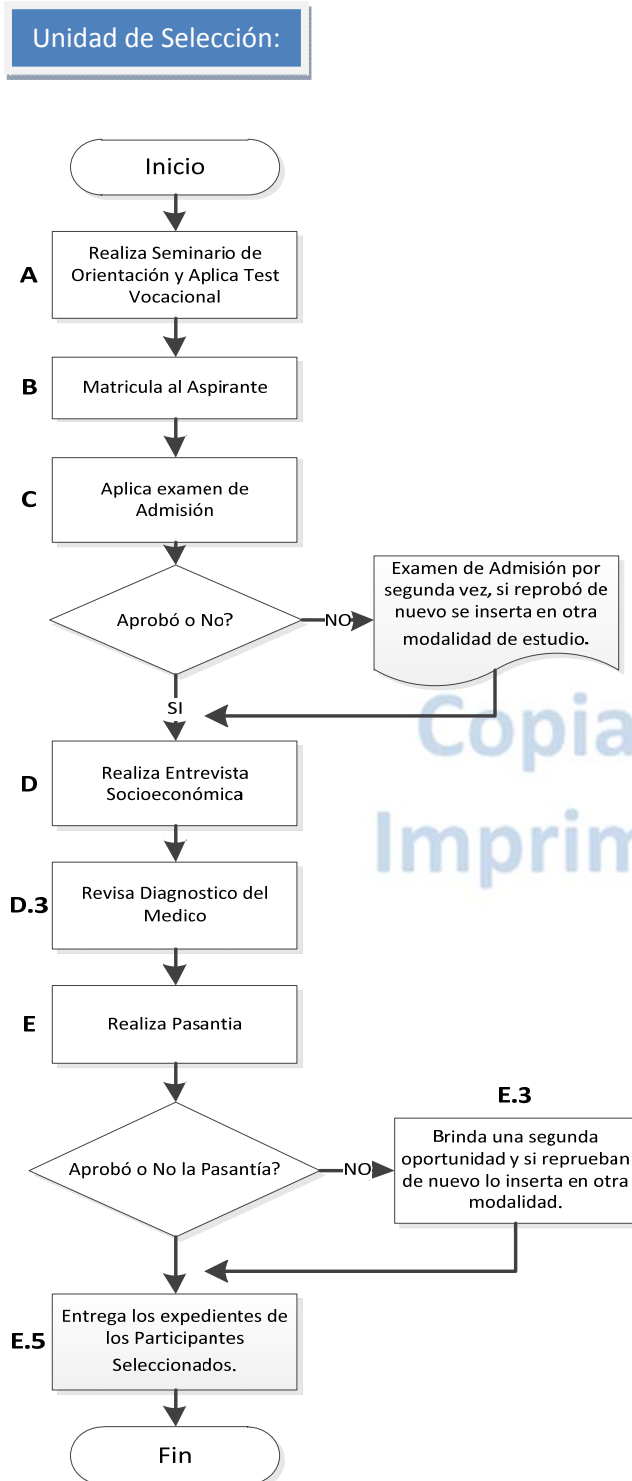 Unidad de Selección:
Inicio
A
Realiza Seminario de
Orientación y Aplica Test
Vocacional
B
Matricula al Aspirante
C
Aplica examen de
Admisión
Aprobó o No?
NO
Examen de Admisión por
segunda vez, si reprobó de
nuevo se inserta en otra
modalidad de estudio.
SI
Copia
Imprim
D
Realiza Entrevista
Socioeconómica
D.3
Revisa Diagnostico del
Medico
E
Realiza Pasantia
Aprobó o No la Pasantía?
NO
E.3
Brinda una segunda
oportunidad y si reprueban
de nuevo lo inserta en otra
modalidad.
E.5
Entrega los expedientes de
los Participantes
Seleccionados.
Fin